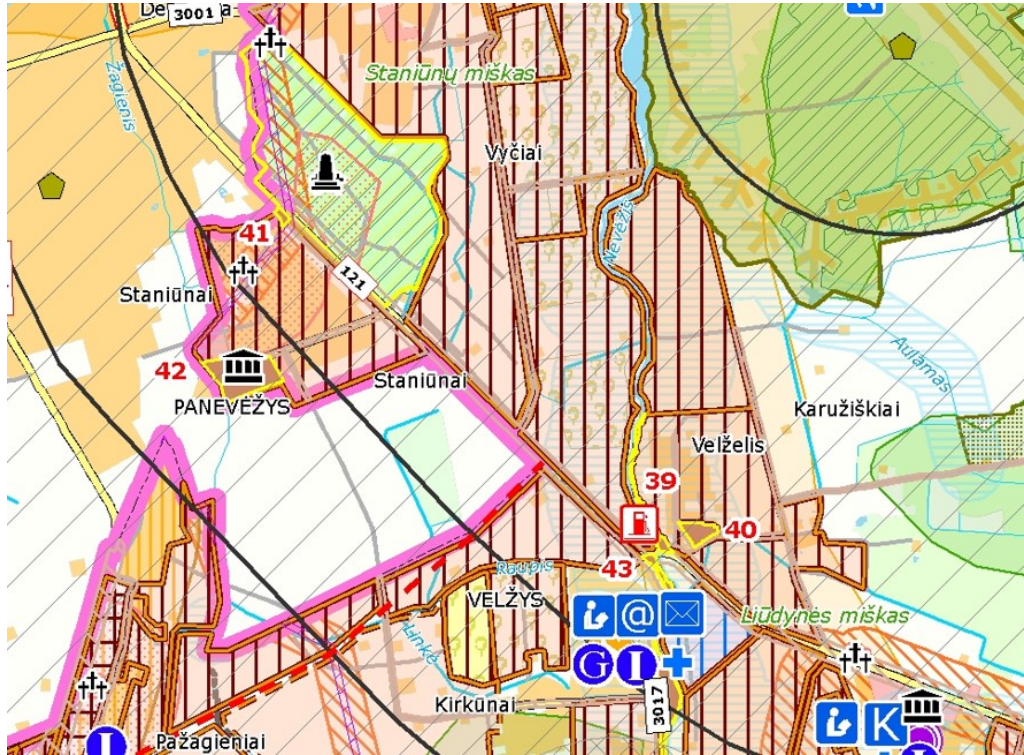 3001
Žagienis
Staniūnų miškas
Vyčiai
Nevėžis
41
121
Staniūnai
42
PANEVĖŽYS
Staniūnai
Aulamas
Karužiškiai
Velželis
39
40
43
Raupis
VELŽYS
Liūdynės miškas
Linkė
@
G
I
Kirkūnai
3017
K
I
Pažagieniai